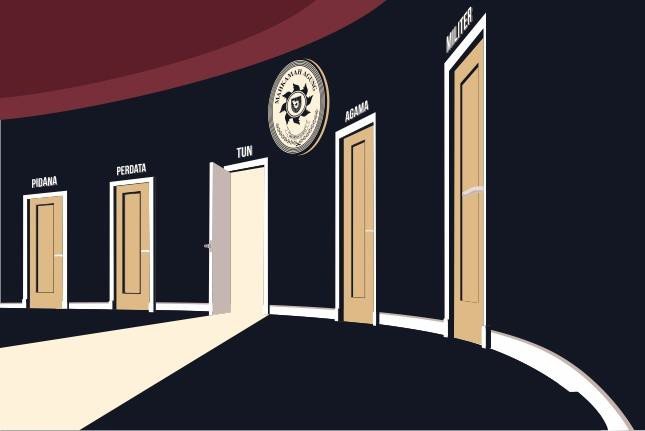 PIDANA
PERDATA
TUN
MAHKAMAH AGUNG
AGAMA
MILITER